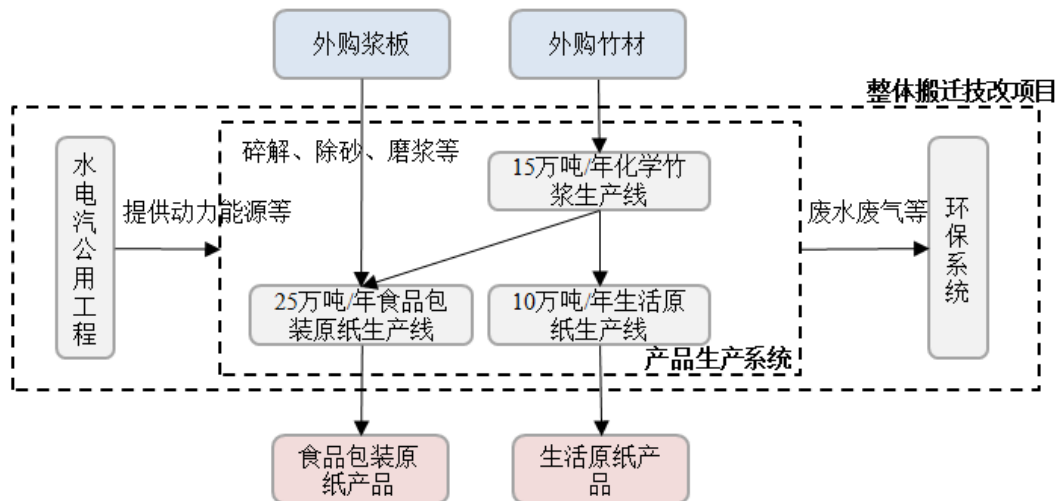 外购浆板
外购竹材
整体搬迁技改项目
碎解、除砂、磨浆等
15万吨/年化学竹
浆生产线
水电汽公用工程
提供动力能源等
废水废气等
环保系统
25万吨/年食品包
装原纸生产线
10万吨/年生活原
纸生产线
产品生产系统
食品包装原
纸产品
生活原纸产
品